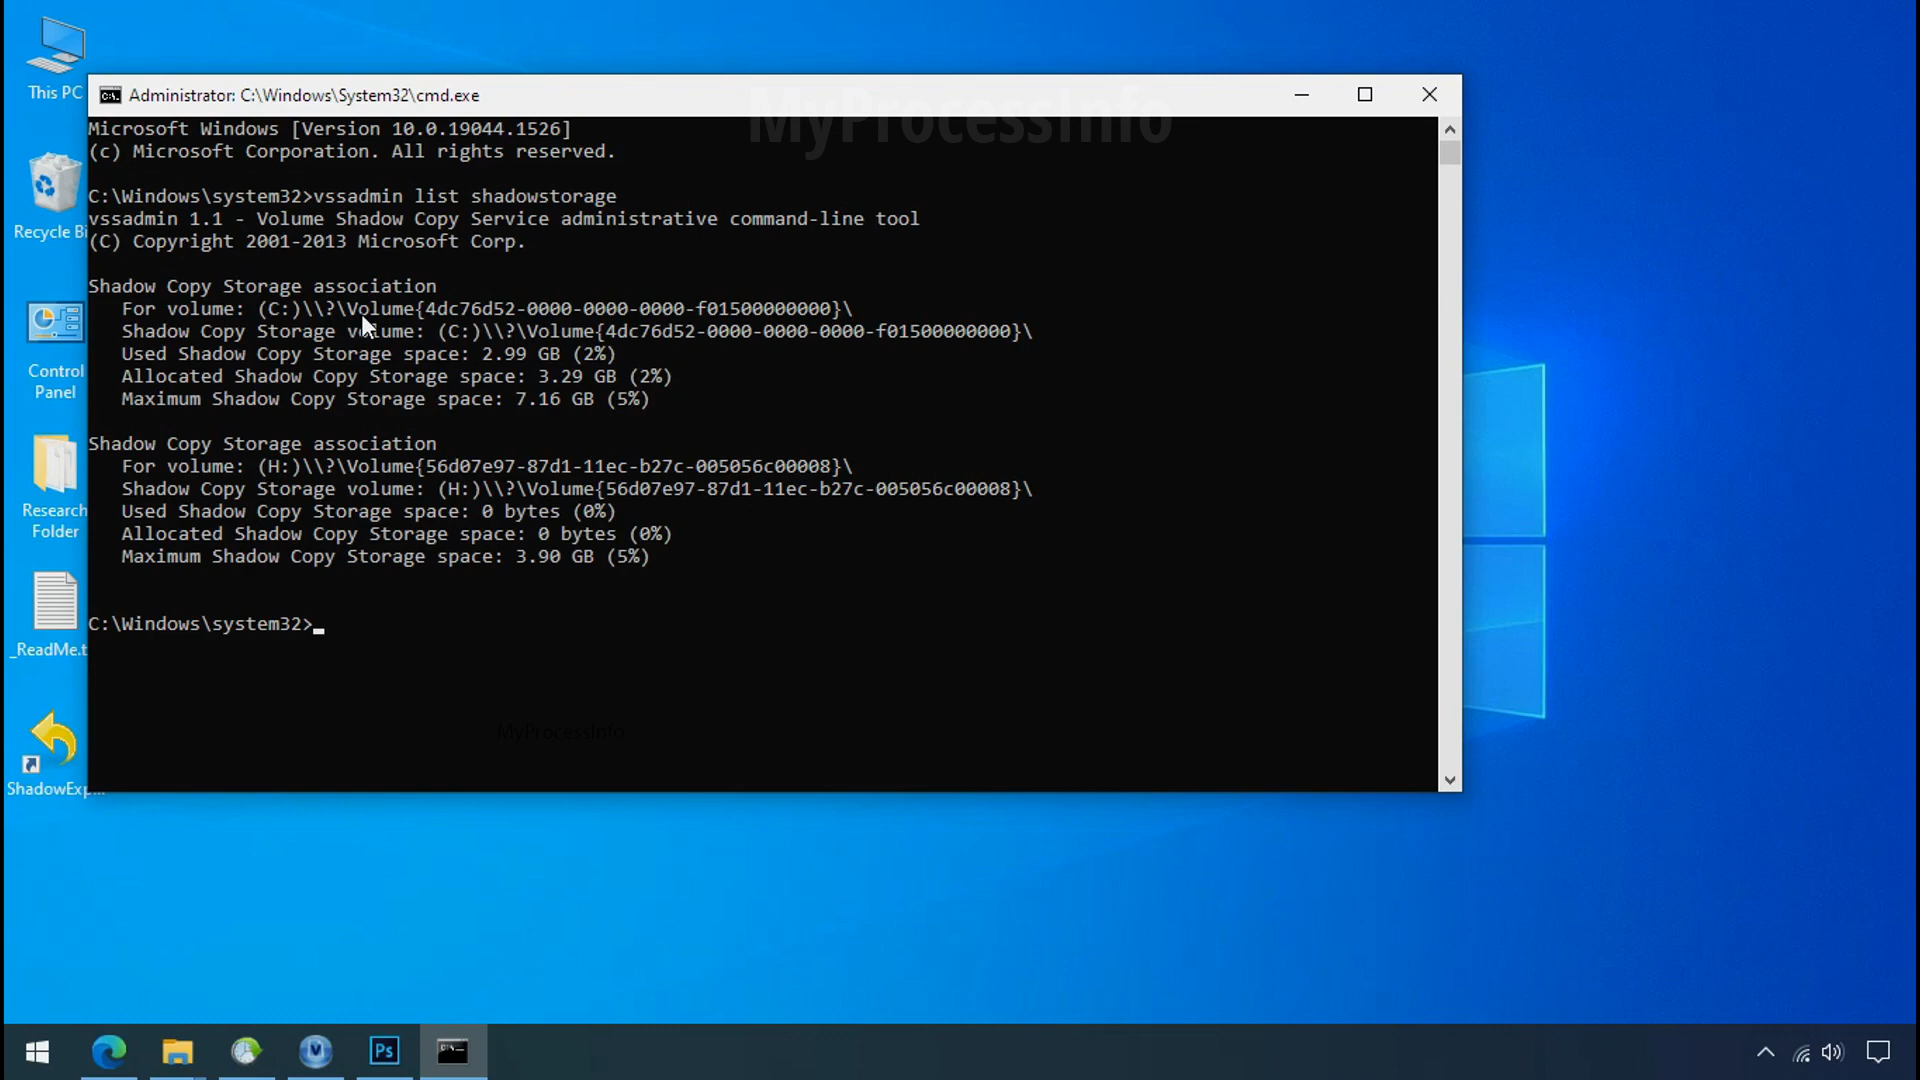 This PC
Recycle Bi
Control
Panel
Research
Folder
_ReadMe.t
ShadowExp...
Administrator: C:\Windows\System32\cmd.exe
MyProcessInfo
Microsoft Windows [Version 10.0.19044.1526]
(c) Microsoft Corporation. All rights reserved.
C:\Windows\system32>vssadmin list shadowstorage
vssadmin 1.1 - Volume Shadow Copy Service administrative command-line tool
(C) Copyright 2001-2013 Microsoft Corp.
Shadow Copy Storage association
For volume: (C:)\\?\Volume{4dc76d52-0000-0000-0000-f01500000000}\
Shadow Copy Storage volume: (C:)\\?\Volume{4dc76d52-0000-0000-0000-f01500000000}\
Used Shadow Copy Storage space: 2.99 GB (2%)
Allocated Shadow Copy Storage space: 3.29 GB (2%)
Maximum Shadow Copy Storage space: 7.16 GB (5%)
Shadow Copy Storage association
For volume: (H:)\\?\Volume{56d07e97-87d1-11ec-b27c-005056c00008}\
Shadow Copy Storage volume: (H:)\\?\Volume{56d07e97-87d1-11ec-b27c-005056c00008}\
Used Shadow Copy Storage space: 0 bytes (0%)
Allocated Shadow Copy Storage space: 0 bytes (0%)
Maximum Shadow Copy Storage space: 3.90 GB (5%)
C:\Windows\system32>
MyProcessInfo
Ps